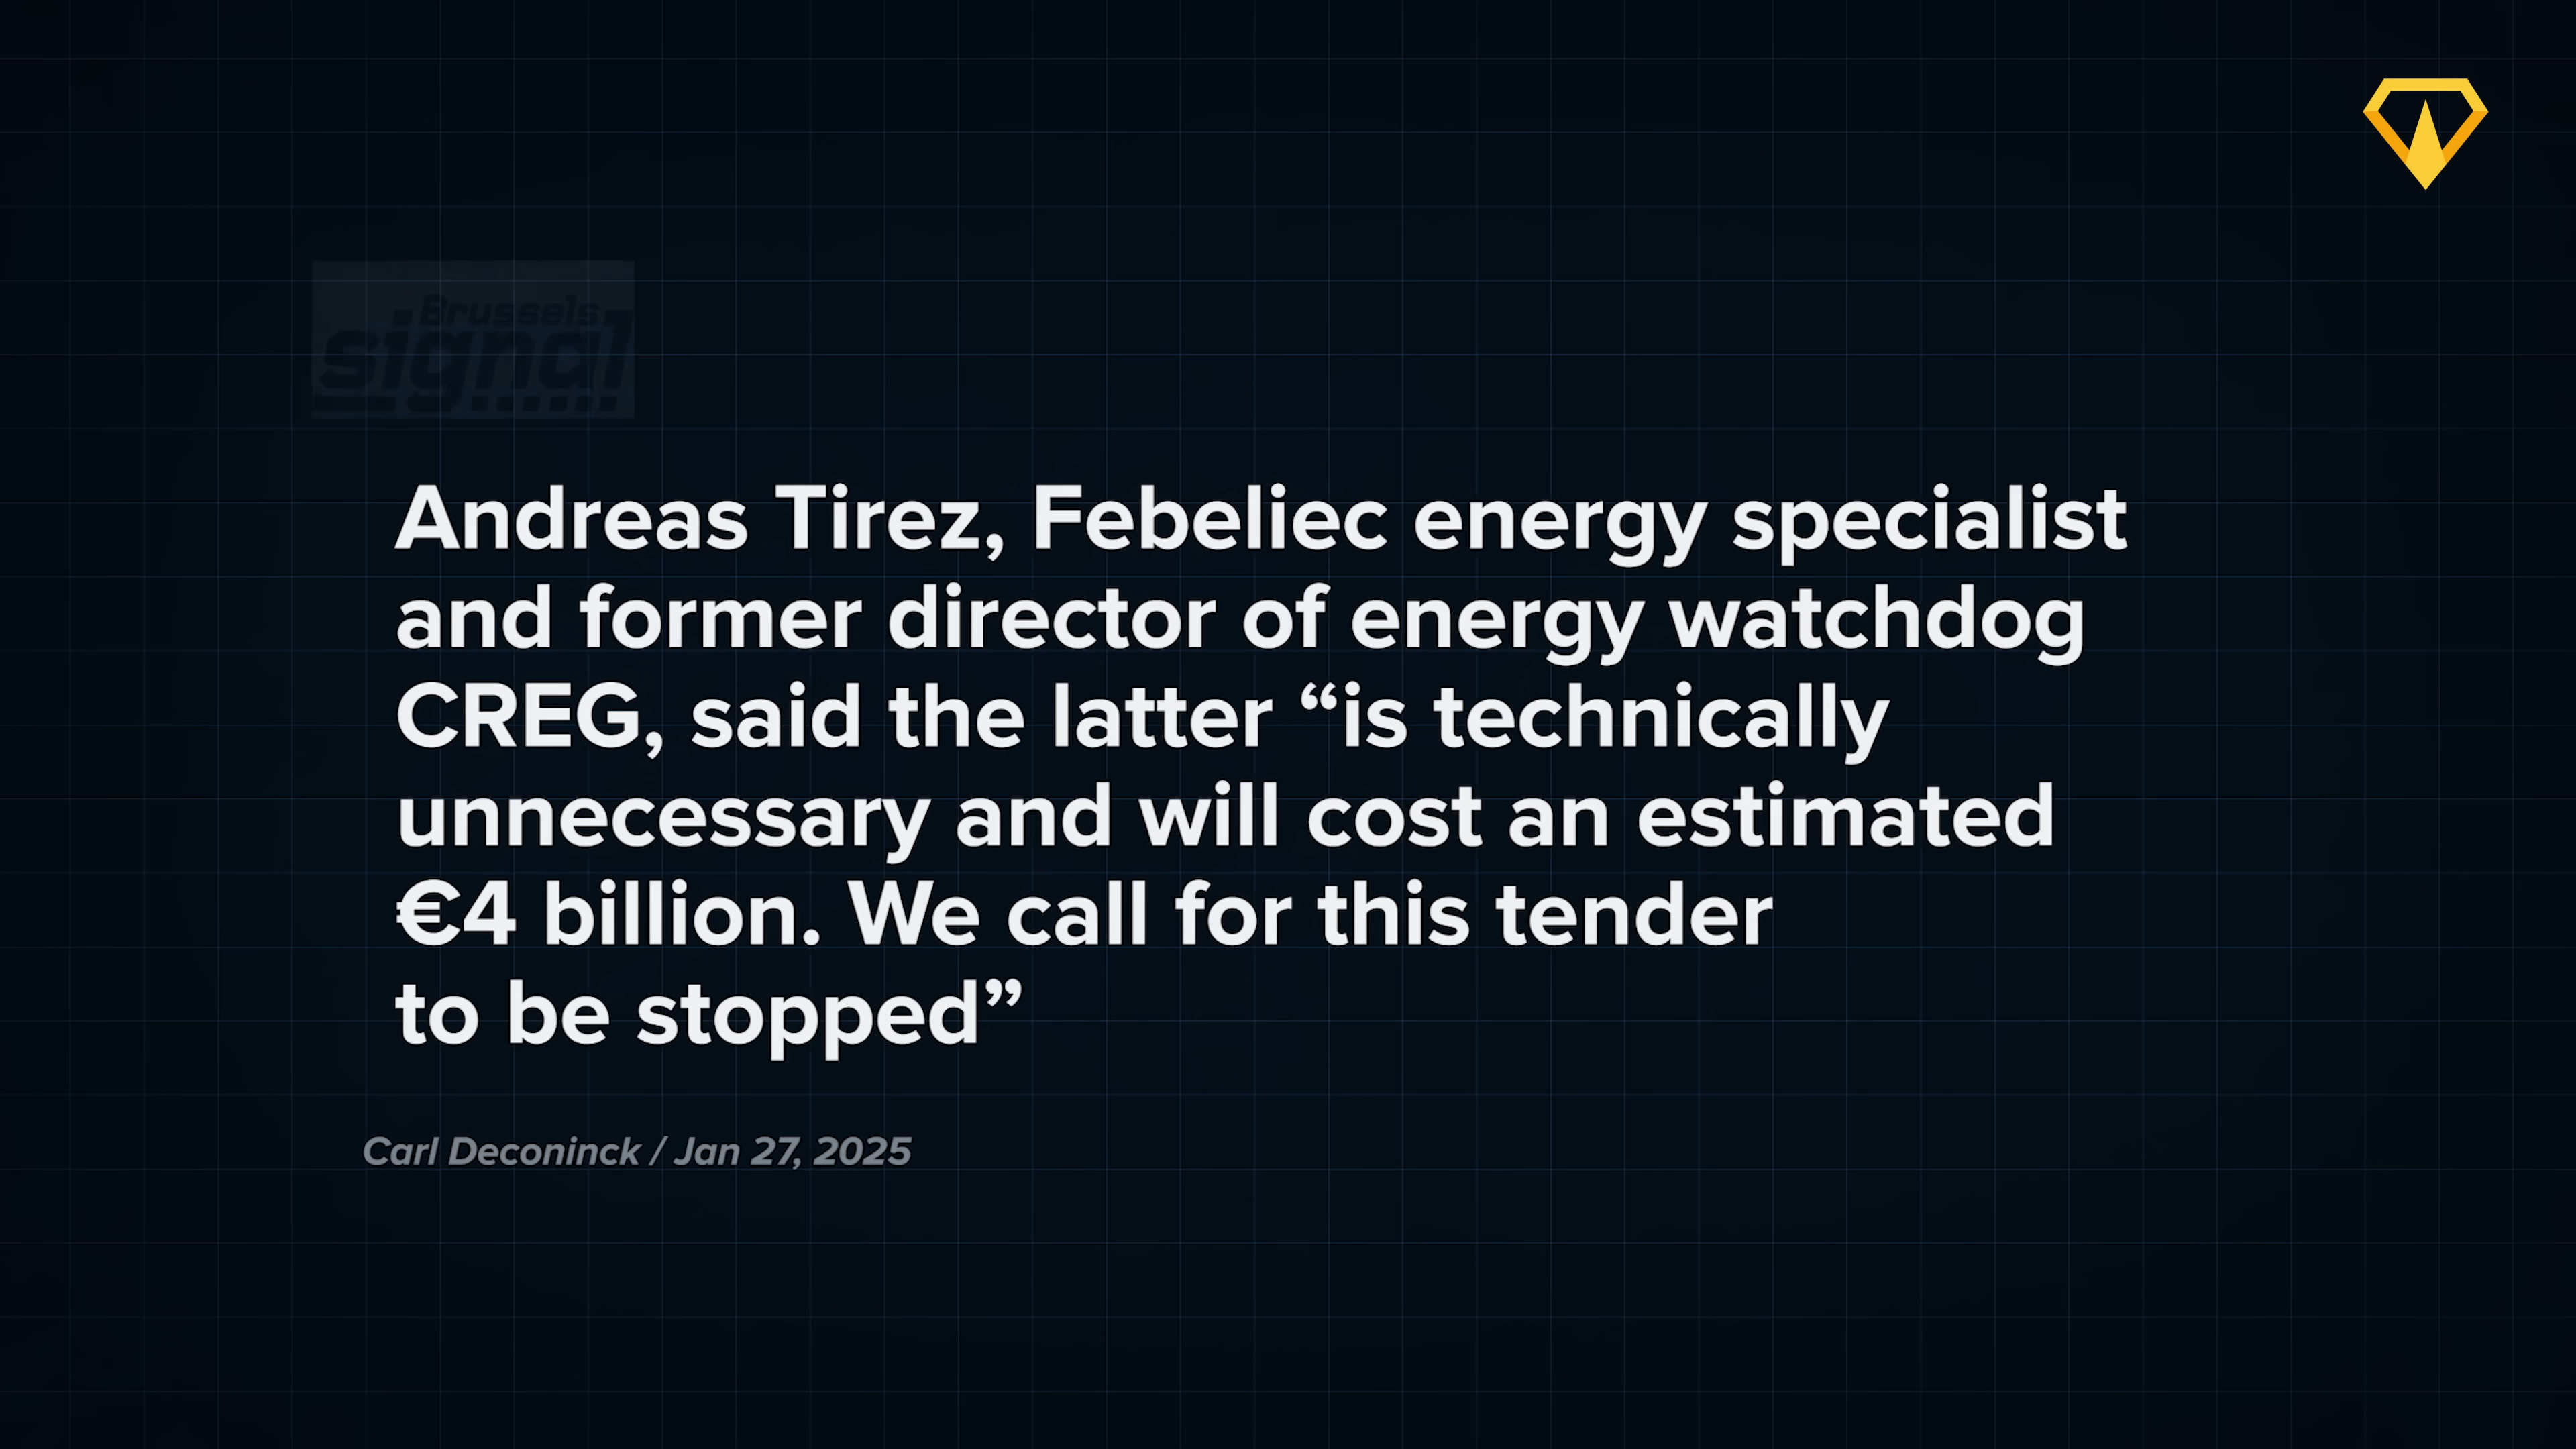 Brussels
signal
Andreas Tirez, Febeliec energy specialist
and former director of energy watchdog
CREG, said the latter “is technically
unnecessary and will cost an estimated
€4 billion. We call for this tender
to be stopped”
Carl Deconinck / Jan 27, 2025